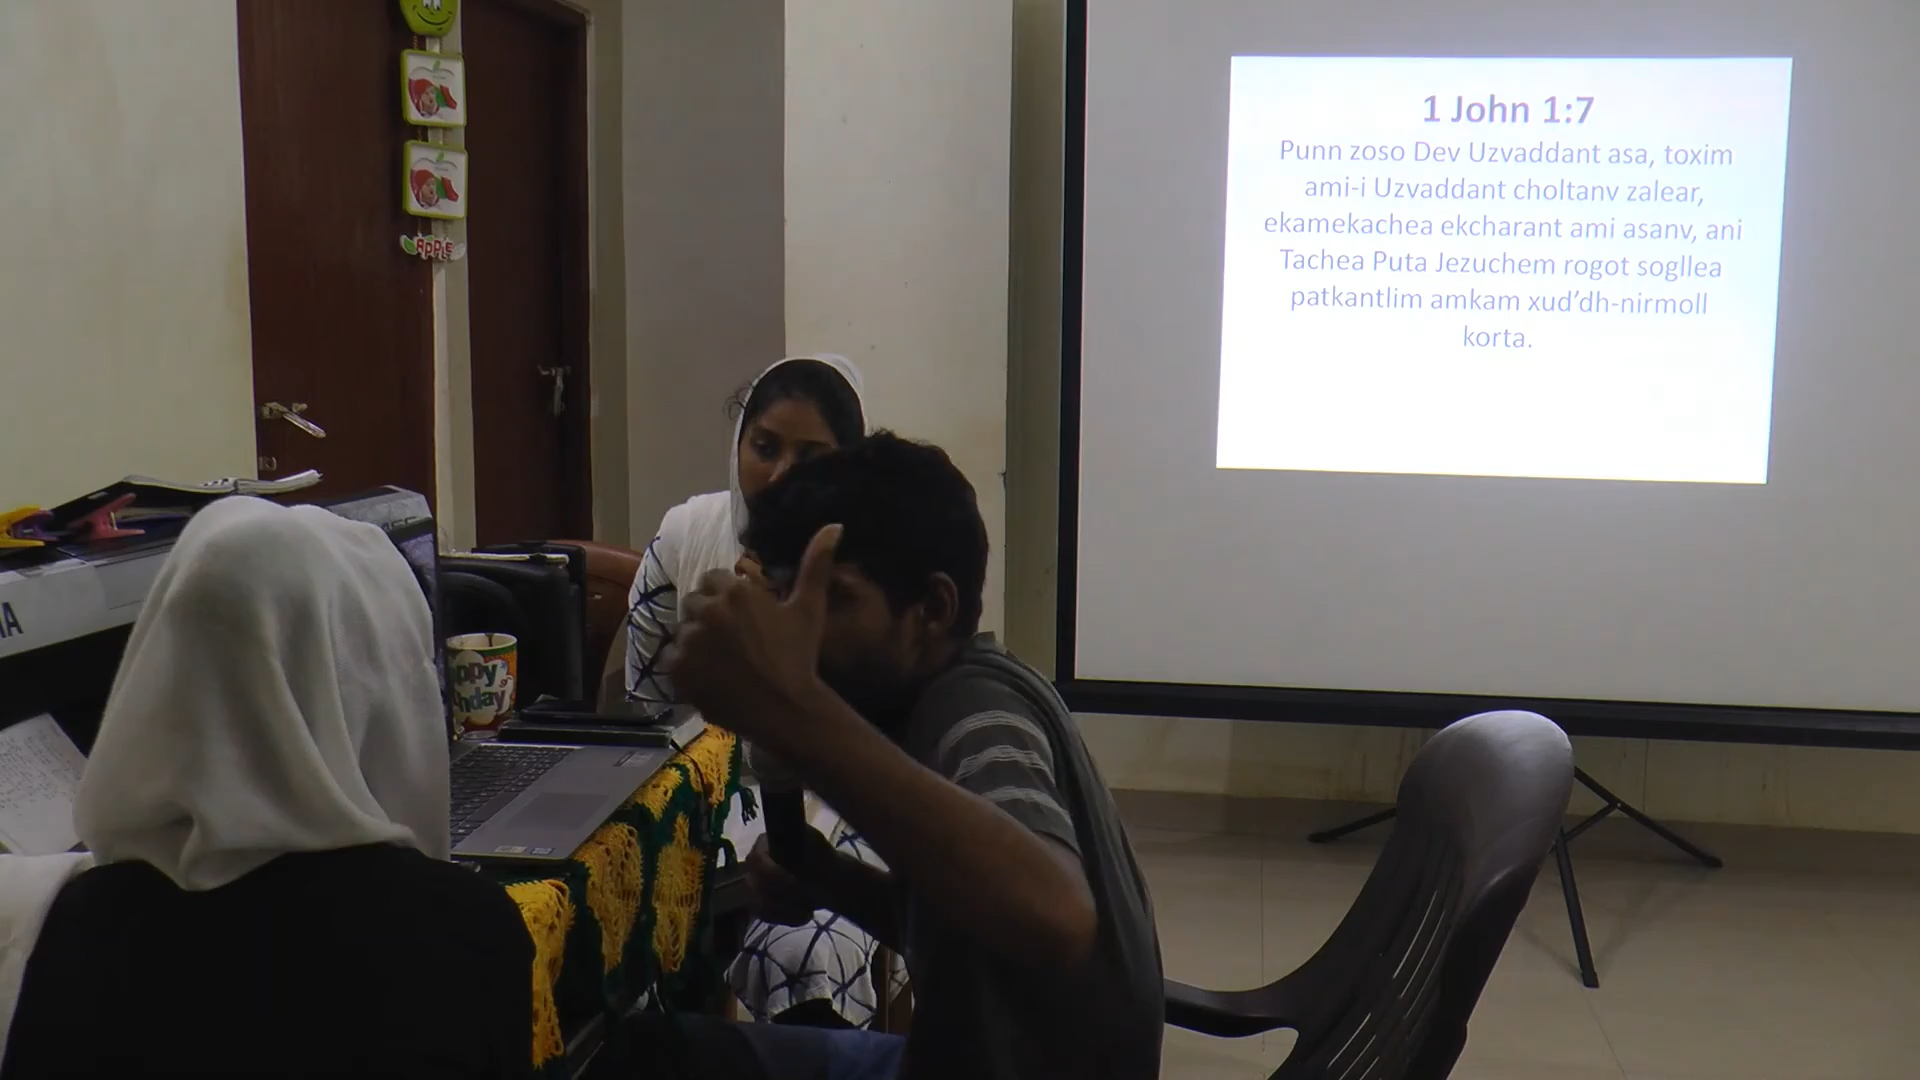 1 John 1:7
Punn zoso Dev Uzvaddant asa, toxim
ami-i Uzvaddant choltanv zalear,
ekamekachea ekcharant ami asanv, ani
Tachea Puta Jezuchem rogot sogllea
patkantlim amkam xud’dh-nirmoll
korta.
APPLE